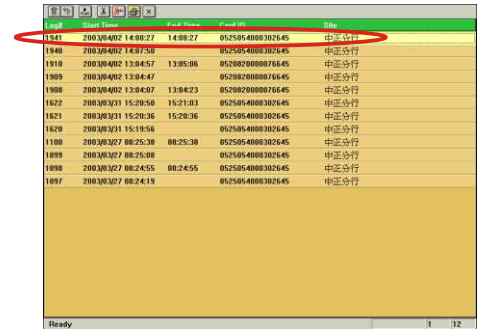 Log# Start Time End Time Card ID Site
1941 2003/04/02 14:08:27 14:08:27 0525054000302645 中正分行
1940 2003/04/02 14:07:50 0525054000302645 中正分行
1910 2003/04/02 13:04:57 13:05:06 0520820000076645 中正分行
1909 2003/04/02 13:04:47 0520820000076645 中正分行
1908 2003/04/02 13:04:07 13:04:23 0520820000076645 中正分行
1622 2003/03/31 15:20:50 15:21:03 0525054000302645 中正分行
1621 2003/03/31 15:20:36 15:20:36 0525054000302645 中正分行
1620 2003/03/31 15:19:56 0525054000302645 中正分行
1100 2003/03/27 08:25:38 08:25:38 0525054000302645 中正分行
1099 2003/03/27 08:25:08 0525054000302645 中正分行
1098 2003/03/27 08:24:55 08:24:55 0525054000302645 中正分行
1097 2003/03/27 08:24:19 0525054000302645 中正分行
Ready 1 12